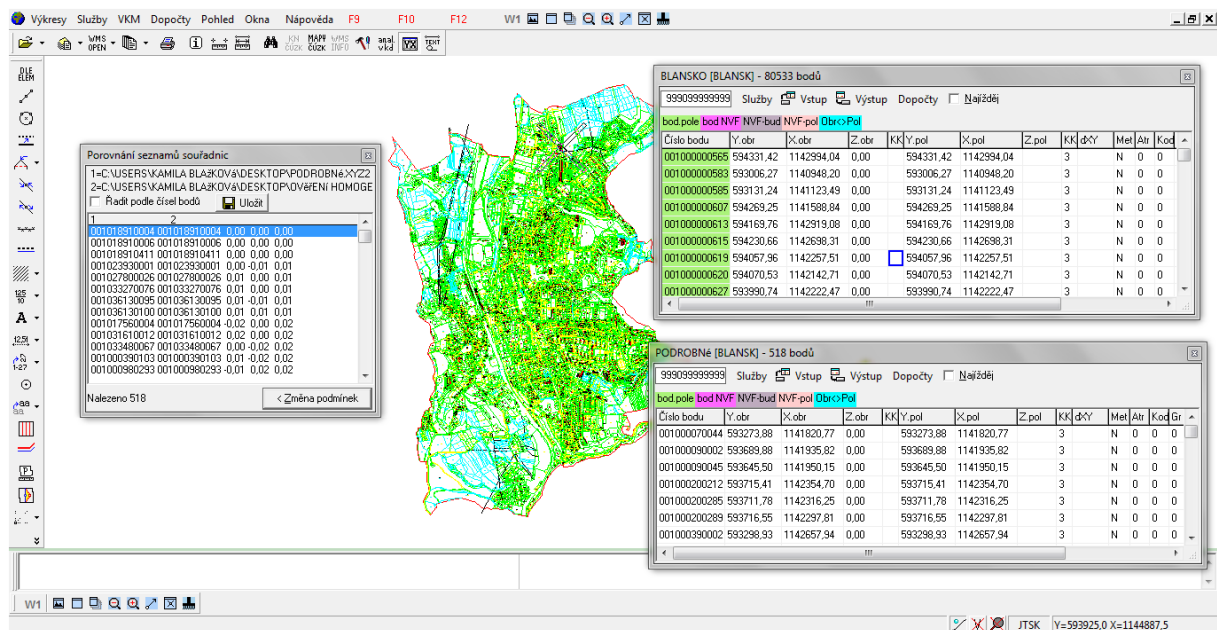 Výkresy Služby VKM Dopočty Pohled Okna Nápověda F9 F10 F12 W1
WMS OPEN KN ČÚZK MAPY ČÚZK WMS INFO anal vkd YX TEXT
DLE ELEM
125 10
A
12,5
1-27
Porovnání seznamů souřadnic
1=C:\USERS\KAMILA BLAŽKOVÁ\DESKTOP\PODROBNé.XYZ2
2=C:\USERS\KAMILA BLAŽKOVÁ\DESKTOP\OVěřENí HOMOGE
Řadit podle čísel bodů Uložit
1 2
001018910004 001018910004 0,00 0,00 0,00
001018910006 001018910006 0,00 0,00 0,00
001018910411 001018910411 0,00 0,00 0,00
001023930001 001023930001 0,00 -0,01 0,01
001027800026 001027800026 0,01 0,00 0,01
001033270076 001033270076 0,01 0,00 0,01
001036130095 001036130095 0,01 -0,01 0,01
001036130100 001036130100 0,01 0,01 0,01
001017560004 001017560004 -0,02 0,00 0,02
001031610012 001031610012 -0,02 0,00 0,02
001033480067 001033480067 0,00 -0,02 0,02
001000390103 001000390103 0,01 -0,02 0,02
001000980293 001000980293 -0,01 0,02 0,02
Nalezeno 518 < Změna podmínek
BLANSKO [BLANSK] - 80533 bodů
999099999999 Služby Vstup Výstup Dopočty Najížděj
bod.pole bod NVF NVF-bud NVF-pol Obr<>Pol
Číslo bodu Y.obr X.obr Z.obr KK Y.pol X.pol Z.pol KK dXY Met Atr Kod
001000000565 594331,42 1142994,04 0,00 594331,42 1142994,04 3 N 0 0
001000000583 593006,27 1140948,20 0,00 593006,27 1140948,20 3 N 0 0
001000000585 593131,24 1141123,49 0,00 593131,24 1141123,49 3 N 0 0
001000000607 594269,25 1141588,84 0,00 594269,25 1141588,84 3 N 0 0
001000000613 594169,76 1142919,08 0,00 594169,76 1142919,08 3 N 0 0
001000000615 594230,66 1142698,31 0,00 594230,66 1142698,31 3 N 0 0
001000000619 594057,96 1142257,51 0,00 594057,96 1142257,51 3 N 0 0
001000000620 594070,53 1142142,71 0,00 594070,53 1142142,71 3 N 0 0
001000000627 593990,74 1142222,47 0,00 593990,74 1142222,47 3 N 0 0
PODROBNé [BLANSK] - 518 bodů
999099999999 Služby Vstup Výstup Dopočty Najížděj
bod.pole bod NVF NVF-bud NVF-pol Obr<>Pol
Číslo bodu Y.obr X.obr Z.obr KK Y.pol X.pol Z.pol KK dXY Met Atr Kod Gr
001000070044 593273,88 1141820,77 0,00 593273,88 1141820,77 3 N 0 0 0
001000090002 593689,88 1141935,82 0,00 593689,88 1141935,82 3 N 0 0 0
001000090045 593645,50 1141950,15 0,00 593645,50 1141950,15 3 N 0 0 0
001000200212 593715,41 1142354,70 0,00 593715,41 1142354,70 3 N 0 0 0
001000200285 593711,78 1142316,25 0,00 593711,78 1142316,25 3 N 0 0 0
001000200289 593716,55 1142297,81 0,00 593716,55 1142297,81 3 N 0 0 0
001000390002 593298,93 1142657,94 0,00 593298,93 1142657,94 3 N 0 0 0
W1
JTSK Y=593925,0 X=1144887,5